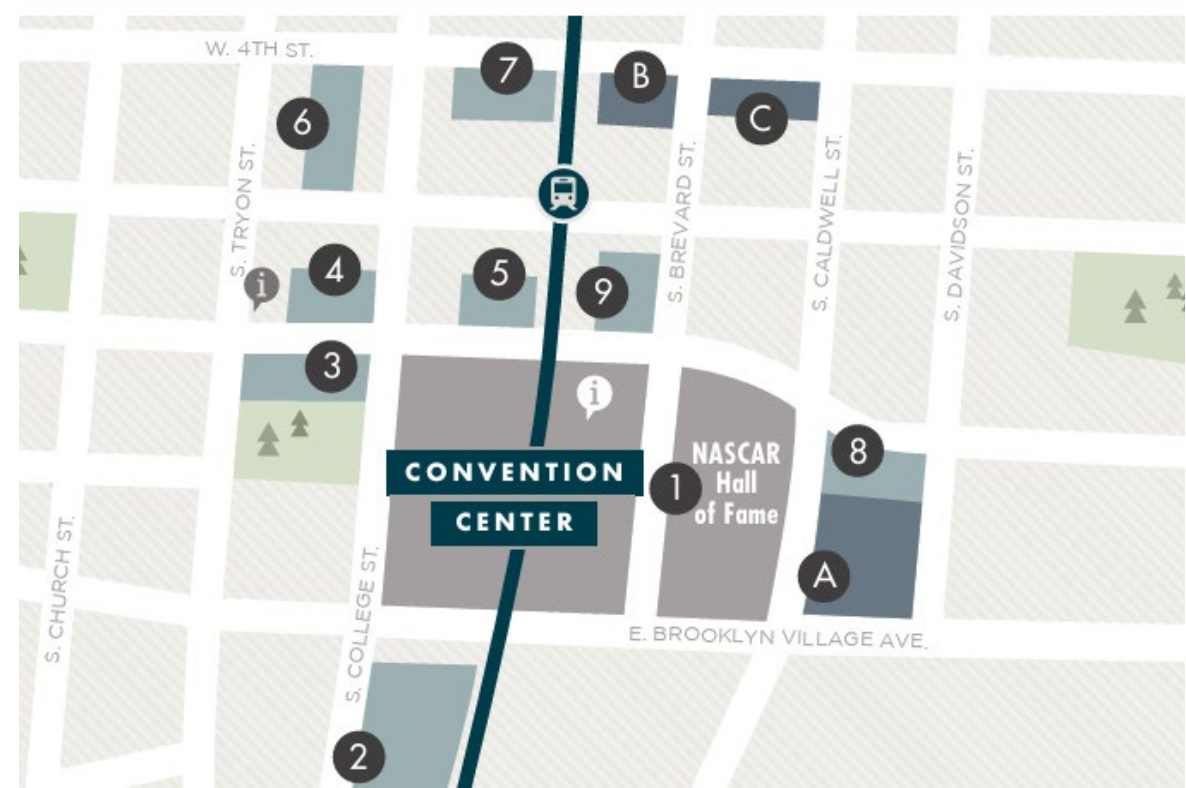 W. 4TH ST.
7
B
C
6
S. TRYON ST.
S. BREVARD ST.
S. CALDWELL ST.
S. DAVIDSON ST.
i
4
5
9
3
i
CONVENTION
CENTER
1
NASCAR
Hall
of Fame
8
A
S. CHURCH ST.
S. COLLEGE ST.
E. BROOKLYN VILLAGE AVE.
2